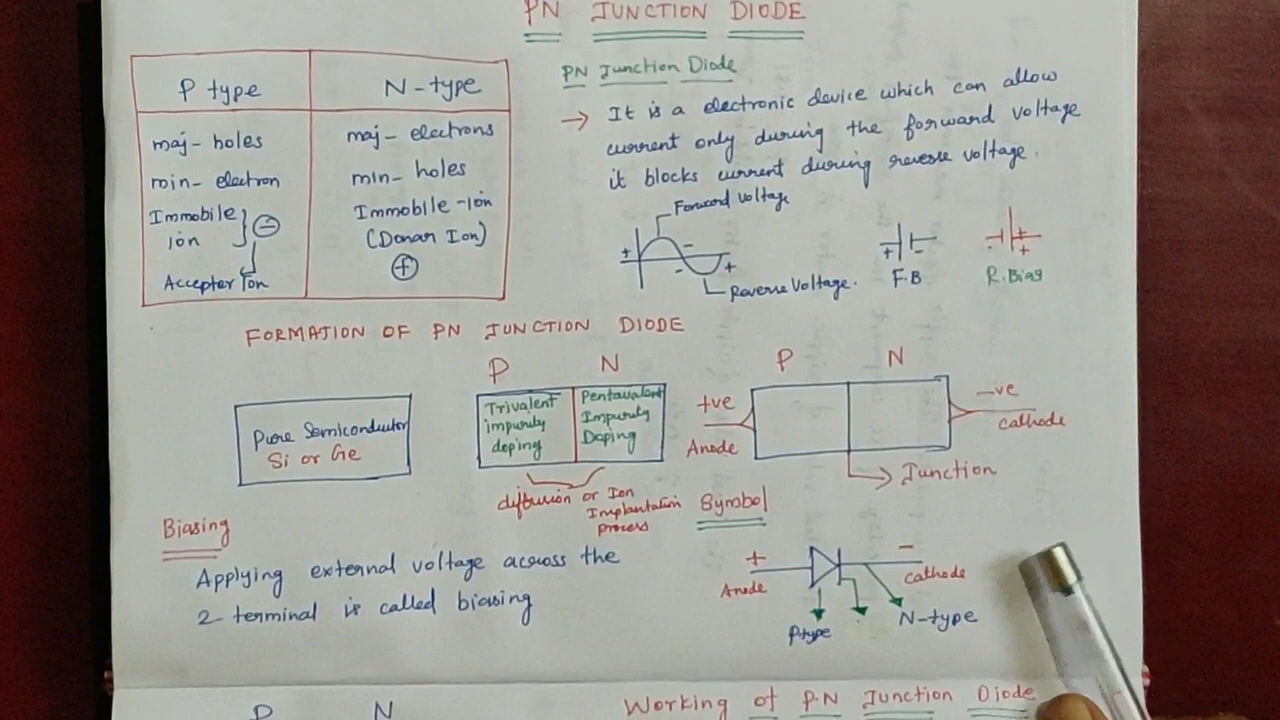 PN JUNCTION DIODE
P type
N-type
maj- holes
maj- electrons
min- electron
min- holes
Immobile
ion
Immobile-ion
(Donar Ion)
Accepter Ion
PN Junction Diode
→ It is a electronic device which can allow
current only during the forward voltage
it blocks current during reverse voltage.
Forward Voltage
+ - - +
Reverse Voltage.
+ -
F.B
- + +
R.Bias
FORMATION OF PN JUNCTION DIODE
Pure Semiconductor
Si or Ge
P N
Trivalent
impurity
doping
Pentavalent
Impurity
Doping
diffusion or Ion
Implantation
process
P N
+ve
Anode
-ve
cathode
Junction
Biasing
Applying external voltage across the
2-terminal is called biasing
Symbol
+ -
Anode
cathode
P-type
N-type
P N
Working of P.N Junction Diode